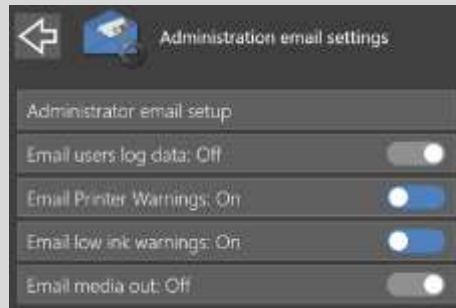 Administration email settings
Administrator email setup
Email users log data: Off
Email Printer Warnings: On
Email low ink warnings: On
Email media out: Off